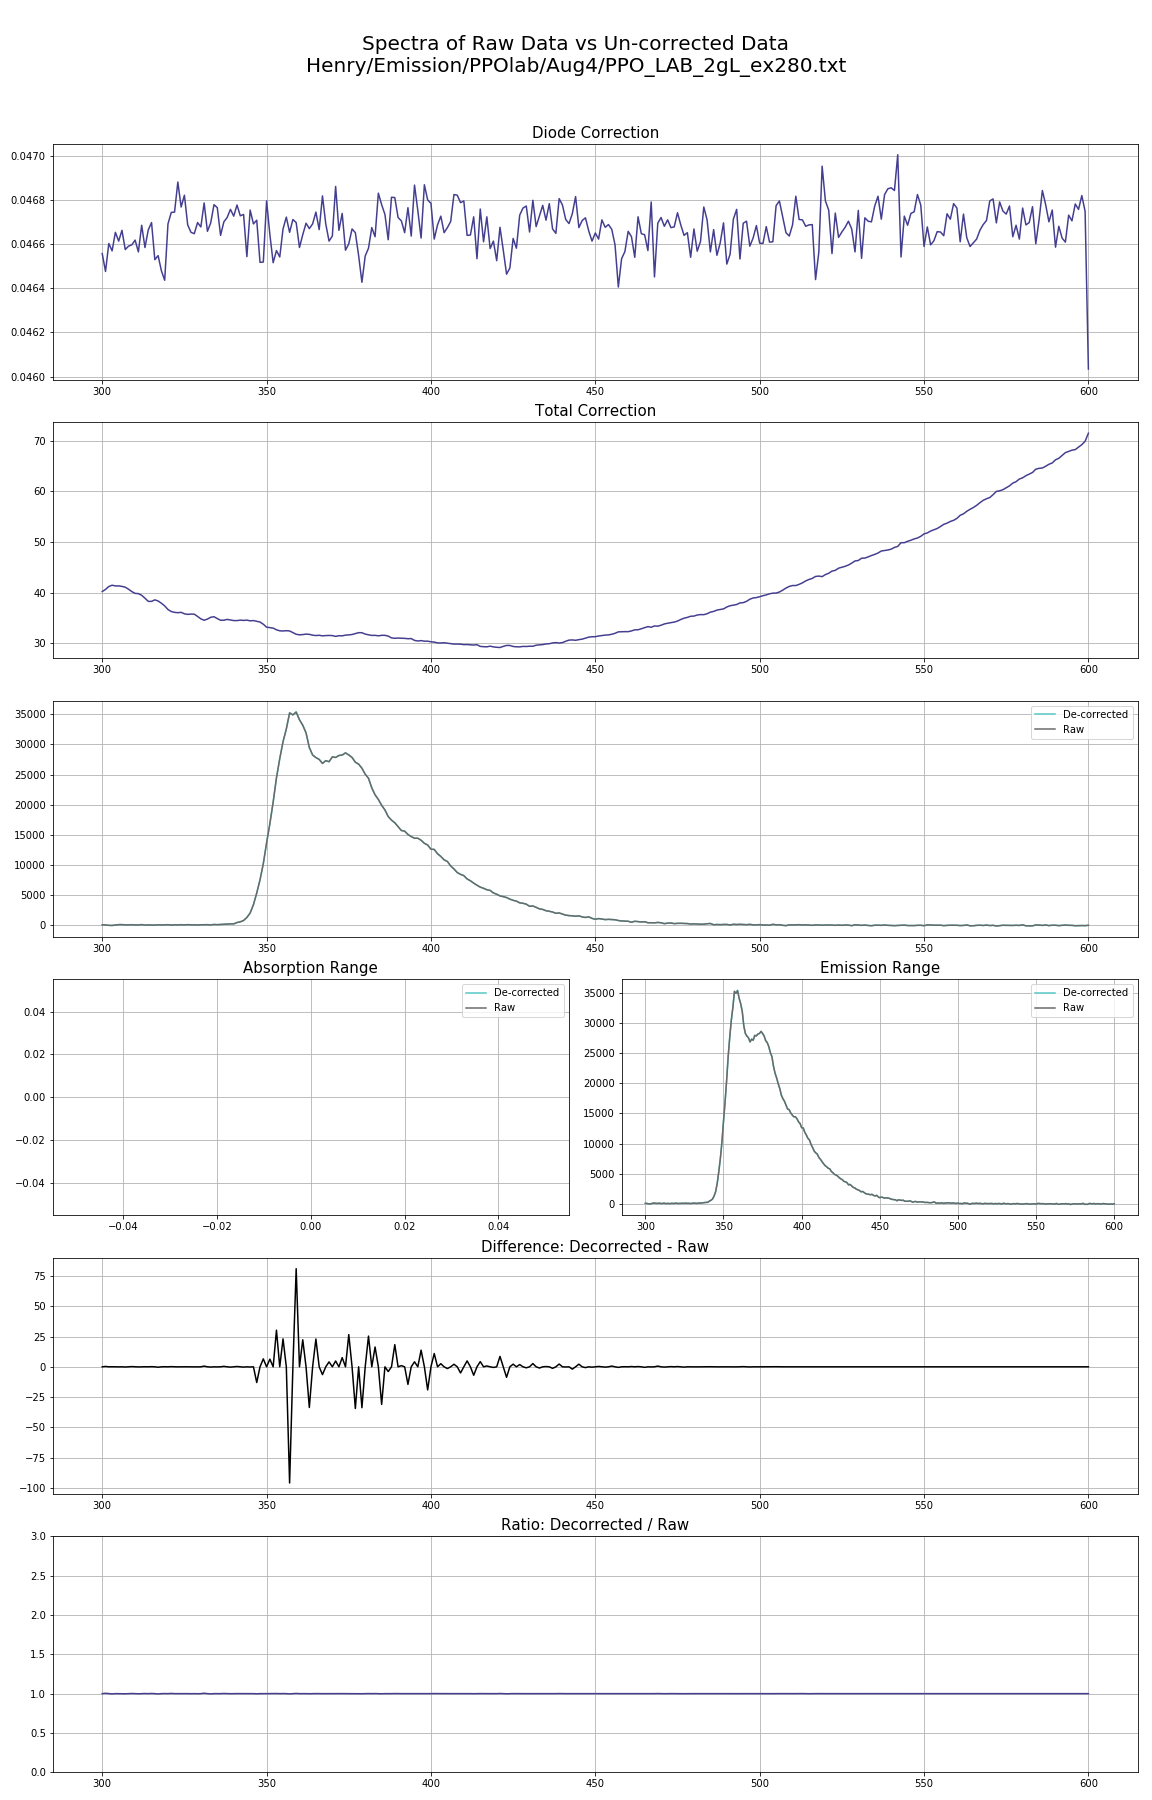 Spectra of Raw Data vs Un-corrected Data
Henry/Emission/PPOlab/Aug4/PPO_LAB_2gL_ex280.txt
Diode Correction
0.0470
0.0468
0.0466
0.0464
0.0462
0.0460
300 350 400 450 500 550 600
Total Correction
70
60
50
40
30
300 350 400 450 500 550 600
35000
30000
25000
20000
15000
10000
5000
0
De-corrected
Raw
300 350 400 450 500 550 600
Absorption Range
0.04
0.02
0.00
−0.02
−0.04
De-corrected
Raw
−0.04 −0.02 0.00 0.02 0.04
Emission Range
35000
30000
25000
20000
15000
10000
5000
0
De-corrected
Raw
300 350 400 450 500 550 600
Difference: Decorrected - Raw
75
50
25
0
−25
−50
−75
−100
300 350 400 450 500 550 600
Ratio: Decorrected / Raw
3.0
2.5
2.0
1.5
1.0
0.5
0.0
300 350 400 450 500 550 600